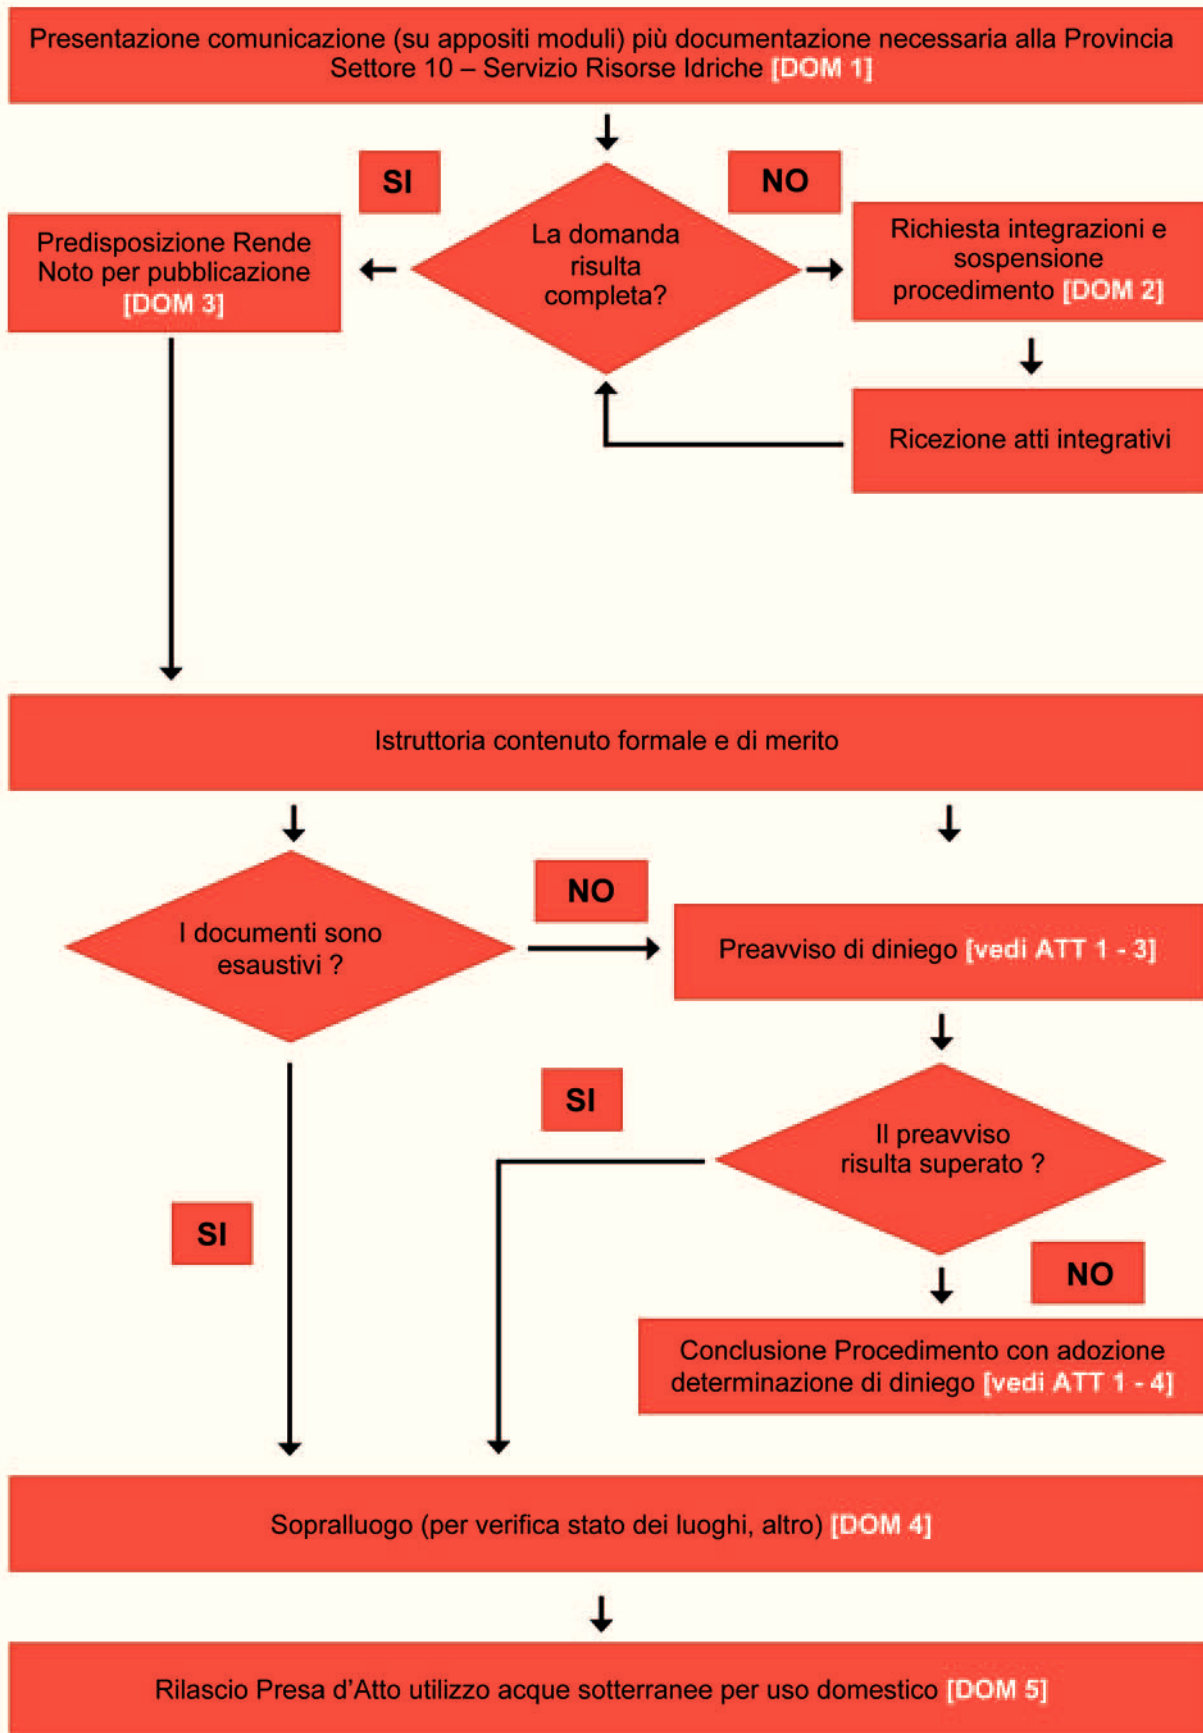 Presentazione comunicazione (su appositi moduli) più documentazione necessaria alla Provincia
Settore 10 – Servizio Risorse Idriche [DOM 1]
SI
NO
Predisposizione Rende
Noto per pubblicazione
[DOM 3]
La domanda
risulta
completa?
Richiesta integrazioni e
sospensione
procedimento [DOM 2]
Ricezione atti integrativi
Istruttoria contenuto formale e di merito
I documenti sono
esaustivi ?
NO
Preavviso di diniego [vedi ATT 1 - 3]
SI
Il preavviso
risulta superato ?
SI
NO
Conclusione Procedimento con adozione
determinazione di diniego [vedi ATT 1 - 4]
Sopralluogo (per verifica stato dei luoghi, altro) [DOM 4]
Rilascio Presa d’Atto utilizzo acque sotterranee per uso domestico [DOM 5]